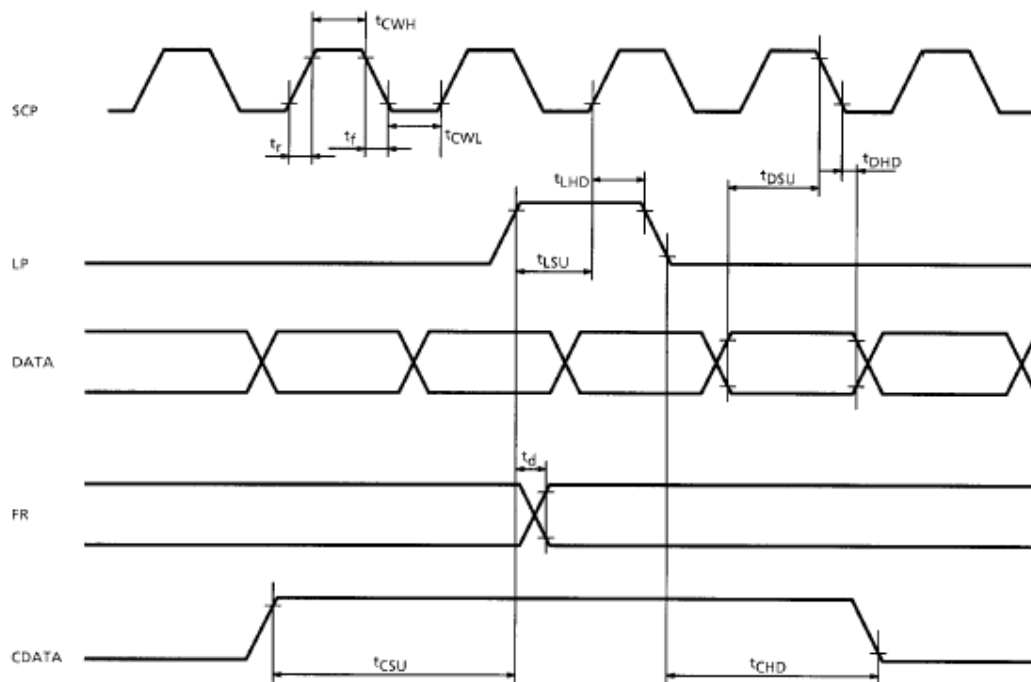 tCWH
SCP
tr
tf
tCWL
tLHD
tDSU
tDHD
LP
tLSU
DATA
td
FR
CDATA
tCSU
tCHD